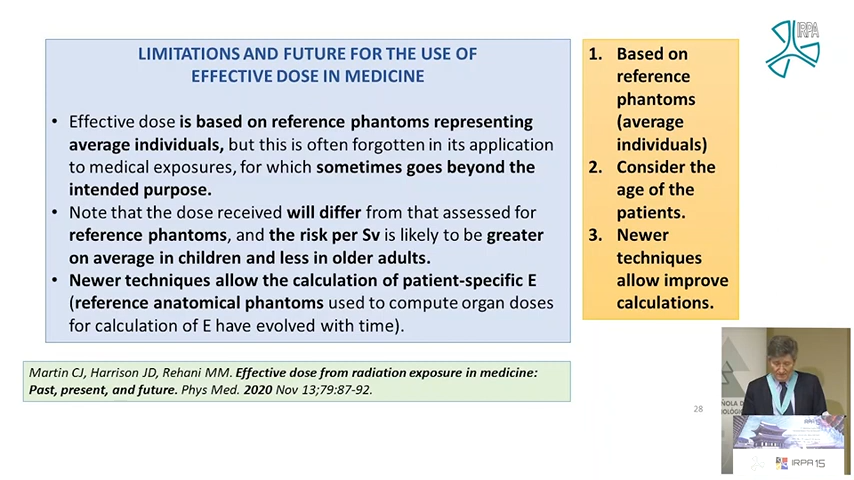 IRPA
LIMITATIONS AND FUTURE FOR THE USE OF
EFFECTIVE DOSE IN MEDICINE
• Effective dose is based on reference phantoms representing
average individuals, but this is often forgotten in its application
to medical exposures, for which sometimes goes beyond the
intended purpose.
• Note that the dose received will differ from that assessed for
reference phantoms, and the risk per Sv is likely to be greater
on average in children and less in older adults.
• Newer techniques allow the calculation of patient-specific E
(reference anatomical phantoms used to compute organ doses
for calculation of E have evolved with time).
1. Based on
reference
phantoms
(average
individuals)
2. Consider the
age of the
patients.
3. Newer
techniques
allow improve
calculations.
Martin CJ, Harrison JD, Rehani MM. Effective dose from radiation exposure in medicine:
Past, present, and future. Phys Med. 2020 Nov 13;79:87-92.
28
IRPA15